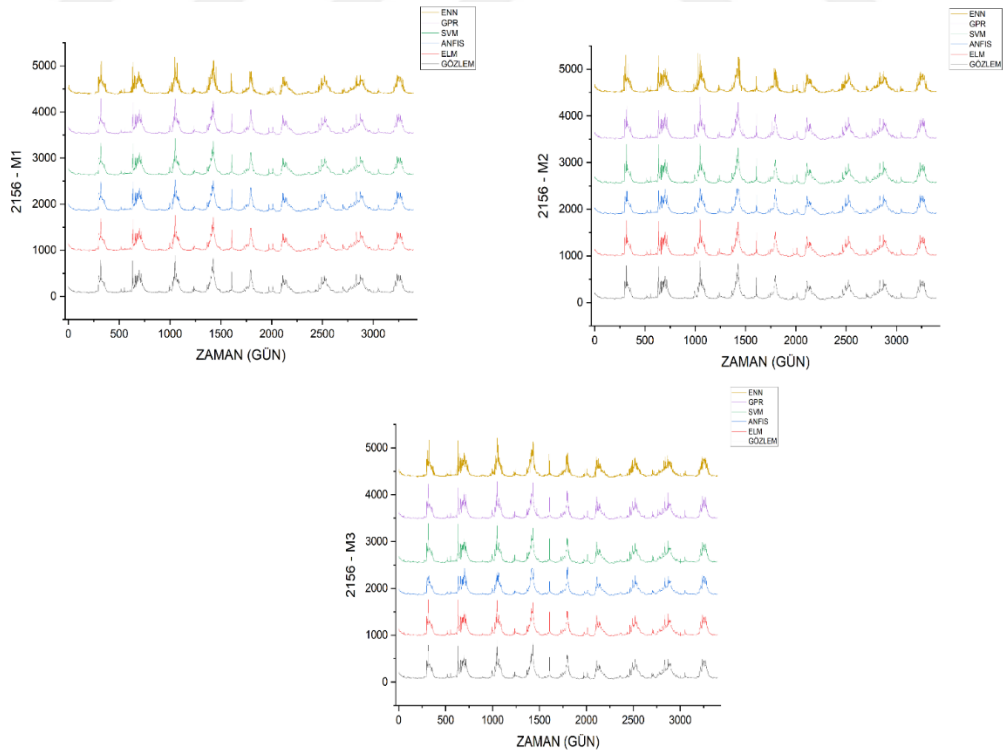 ENN
GPR
SVM
ANFIS
ELM
GÖZLEM
5000
4000
3000
2000
1000
0
2156 - M1
0 500 1000 1500 2000 2500 3000
ZAMAN (GÜN)
ENN
GPR
SVM
ANFIS
ELM
GÖZLEM
5000
4000
3000
2000
1000
0
2156 - M2
0 500 1000 1500 2000 2500 3000
ZAMAN (GÜN)
ENN
GPR
SVM
ANFIS
ELM
GÖZLEM
5000
4000
3000
2000
1000
0
2156 - M3
0 500 1000 1500 2000 2500 3000
ZAMAN (GÜN)